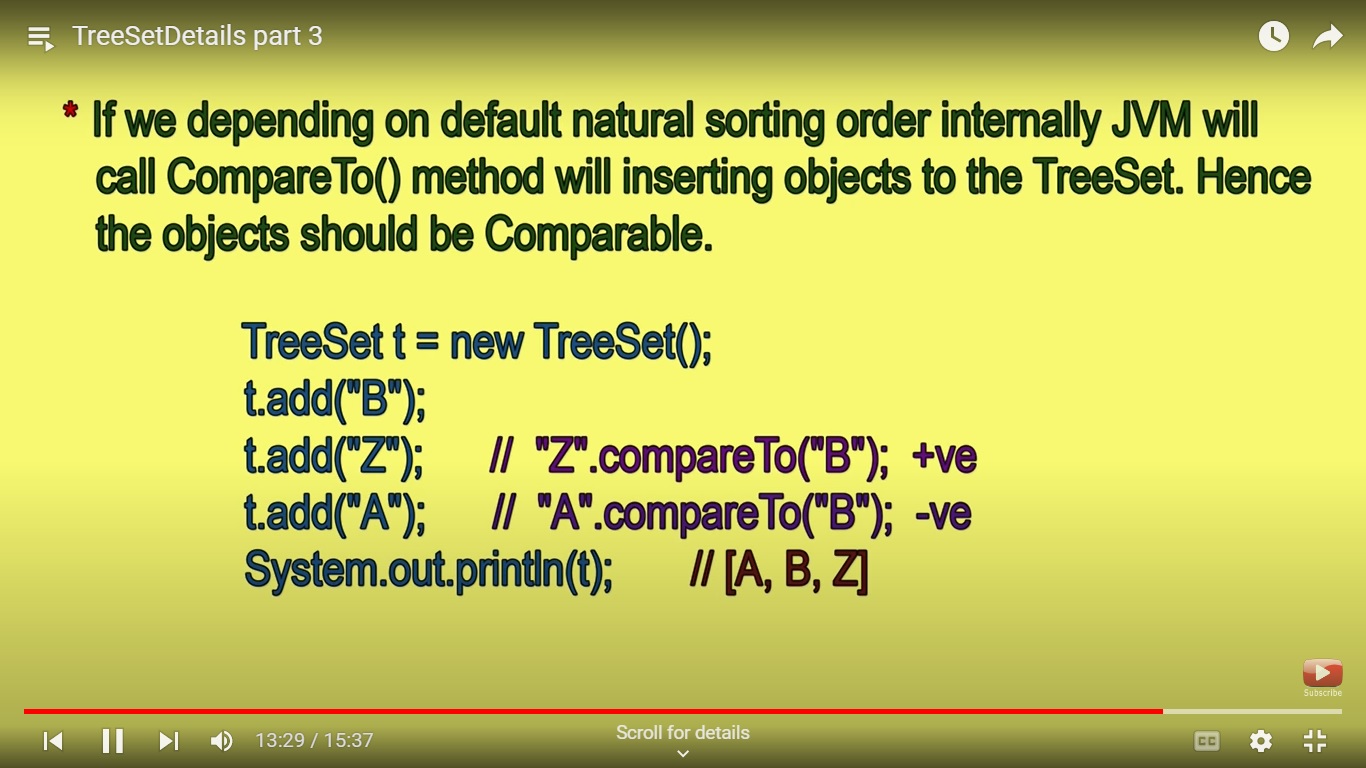 TreeSetDetails part 3
* If we depending on default natural sorting order internally JVM will
call CompareTo() method will inserting objects to the TreeSet. Hence
the objects should be Comparable.
TreeSet t = new TreeSet();
t.add("B");
t.add("Z"); // "Z".compareTo("B"); +ve
t.add("A"); // "A".compareTo("B"); -ve
System.out.println(t); // [A, B, Z]
Subscribe
13:29 / 15:37
Scroll for details
CC